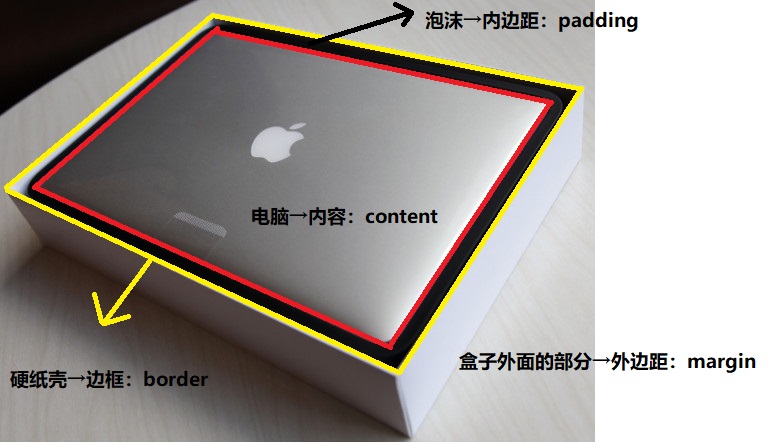 泡沫→内边距：padding
电脑→内容：content
盒子外面的部分→外边距：margin
硬纸壳→边框：border